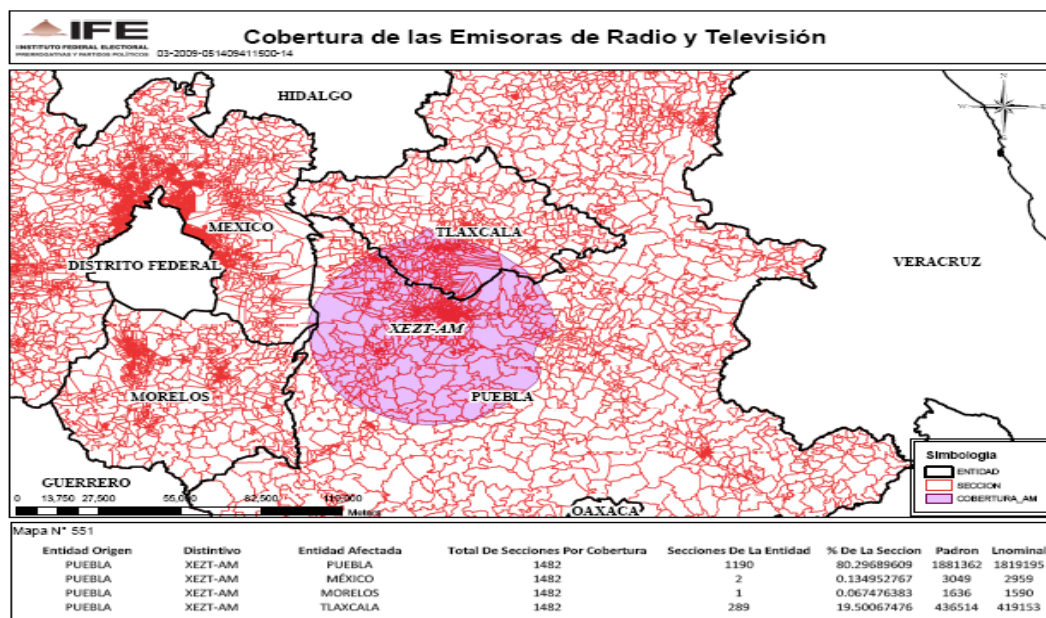 IFE
INSTITUTO FEDERAL ELECTORAL
PRERROGATIVAS Y PARTIDOS POLÍTICOS
03-2009-051409411500-14
Cobertura de las Emisoras de Radio y Televisión
HIDALGO
N
W E
MEXICO
TLAXCALA
DISTRITO FEDERAL
VERACRUZ
XEZT-AM
MORELOS
PUEBLA
GUERRERO
OAXACA
0 13,750 27,500 55,000 82,500 110,000
Meters
Simbologia
ENTIDAD
SECCION
COBERTURA_AM
Mapa N° 551
Entidad Origen Distintivo Entidad Afectada Total De Secciones Por Cobertura Secciones De La Entidad % De La Seccion Padron Lnominal
PUEBLA XEZT-AM PUEBLA 1482 1190 80.29689609 1881362 1819195
PUEBLA XEZT-AM MÉXICO 1482 2 0.134952767 3049 2959
PUEBLA XEZT-AM MORELOS 1482 1 0.067476383 1636 1590
PUEBLA XEZT-AM TLAXCALA 1482 289 19.50067476 436514 419153